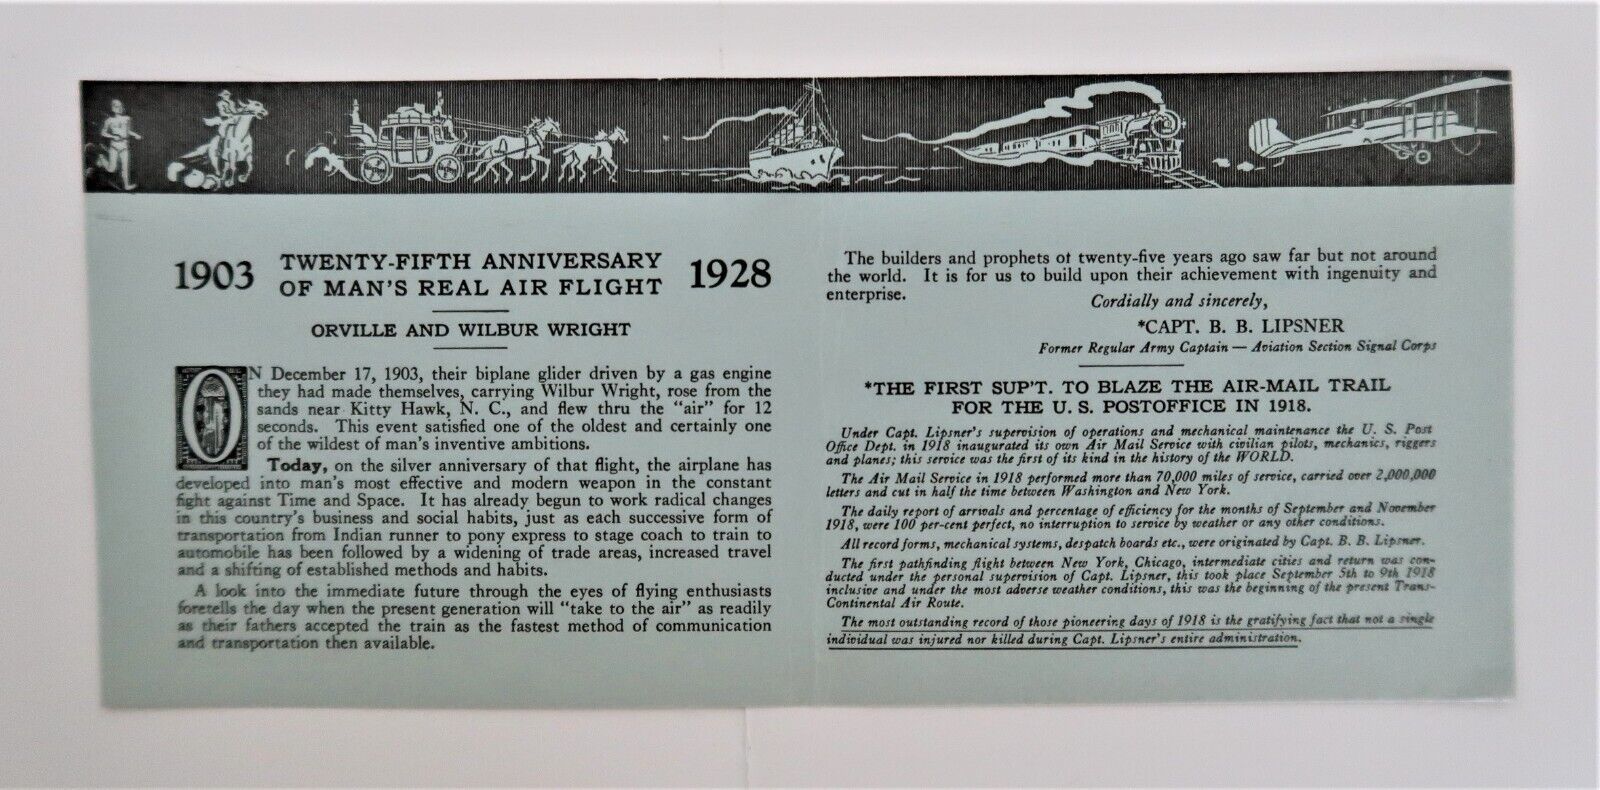 1903 TWENTY-FIFTH ANNIVERSARY 1928
OF MAN'S REAL AIR FLIGHT
ORVILLE AND WILBUR WRIGHT
ON December 17, 1903, their biplane glider driven by a gas engine
they had made themselves, carrying Wilbur Wright, rose from the
sands near Kitty Hawk, N. C., and flew thru the "air" for 12
seconds. This event satisfied one of the oldest and certainly one
of the wildest of man's inventive ambitions.
Today, on the silver anniversary of that flight, the airplane has
developed into man's most effective and modern weapon in the constant
fight against Time and Space. It has already begun to work radical changes
in this country's business and social habits, just as each successive form of
transportation from Indian runner to pony express to stage coach to train to
automobile has been followed by a widening of trade areas, increased travel
and a shifting of established methods and habits.
A look into the immediate future through the eyes of flying enthusiasts
foretells the day when the present generation will "take to the air" as readily
as their fathers accepted the train as the fastest method of communication
and transportation then available.
The builders and prophets of twenty-five years ago saw far but not around
the world. It is for us to build upon their achievement with ingenuity and
enterprise.
Cordially and sincerely,
*CAPT. B. B. LIPSNER
Former Regular Army Captain — Aviation Section Signal Corps
*THE FIRST SUP'T. TO BLAZE THE AIR-MAIL TRAIL
FOR THE U. S. POSTOFFICE IN 1918.
Under Capt. Lipsner's supervision of operations and mechanical maintenance the U. S. Post
Office Dept. in 1918 inaugurated its own Air Mail Service with civilian pilots, mechanics, riggers
and planes; this service was the first of its kind in the history of the WORLD.
The Air Mail Service in 1918 performed more than 70,000 miles of service, carried over 2,000,000
letters and cut in half the time between Washington and New York.
The daily report of arrivals and percentage of efficiency for the months of September and November
1918, were 100 per-cent perfect, no interruption to service by weather or any other conditions.
All record forms, mechanical systems, despatch boards etc., were originated by Capt. B. B. Lipsner.
The first pathfinding flight between New York, Chicago, intermediate cities and return was con-
ducted under the personal supervision of Capt. Lipsner, this took place September 5th to 9th 1918
inclusive and under the most adverse weather conditions, this was the beginning of the present Trans-
Continental Air Route.
The most outstanding record of those pioneering days of 1918 is the gratifying fact that not a single
individual was injured nor killed during Capt. Lipsner's entire administration.